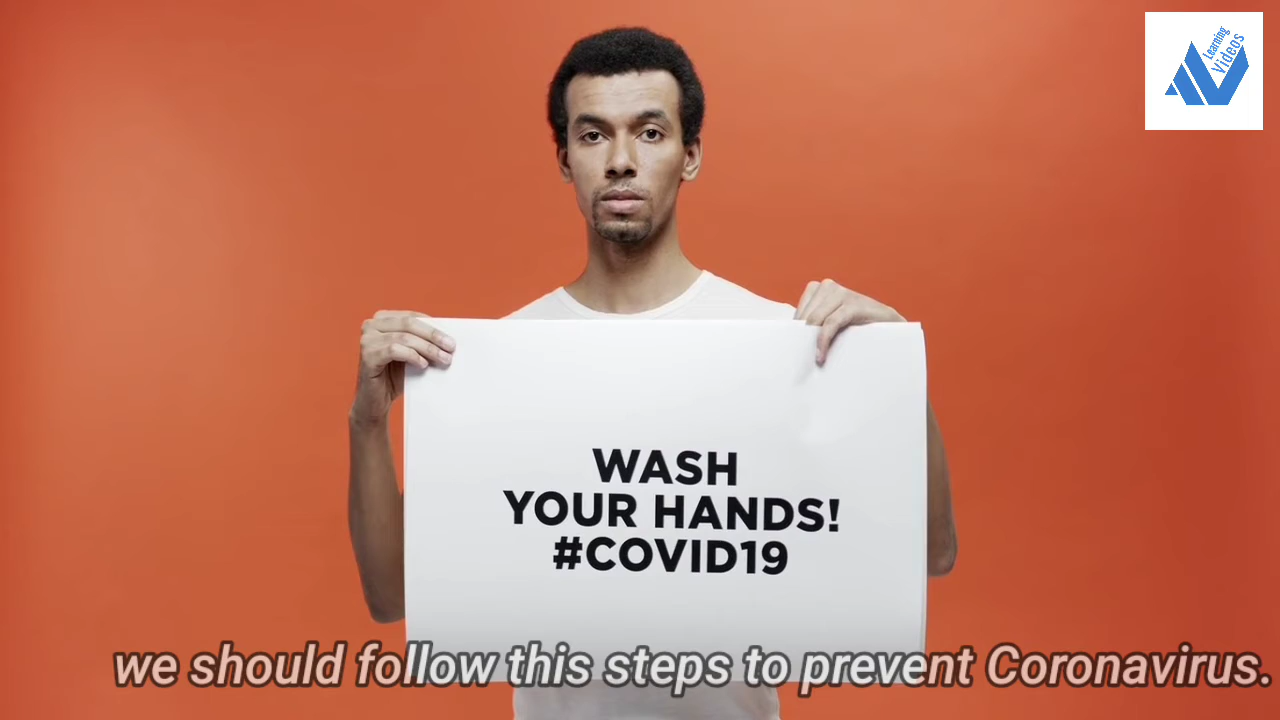 Learning
Videos
WASH
YOUR HANDS!
#COVID19
we should follow this steps to prevent Coronavirus.